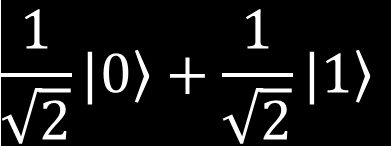 1/√2 |0⟩ + 1/√2 |1⟩